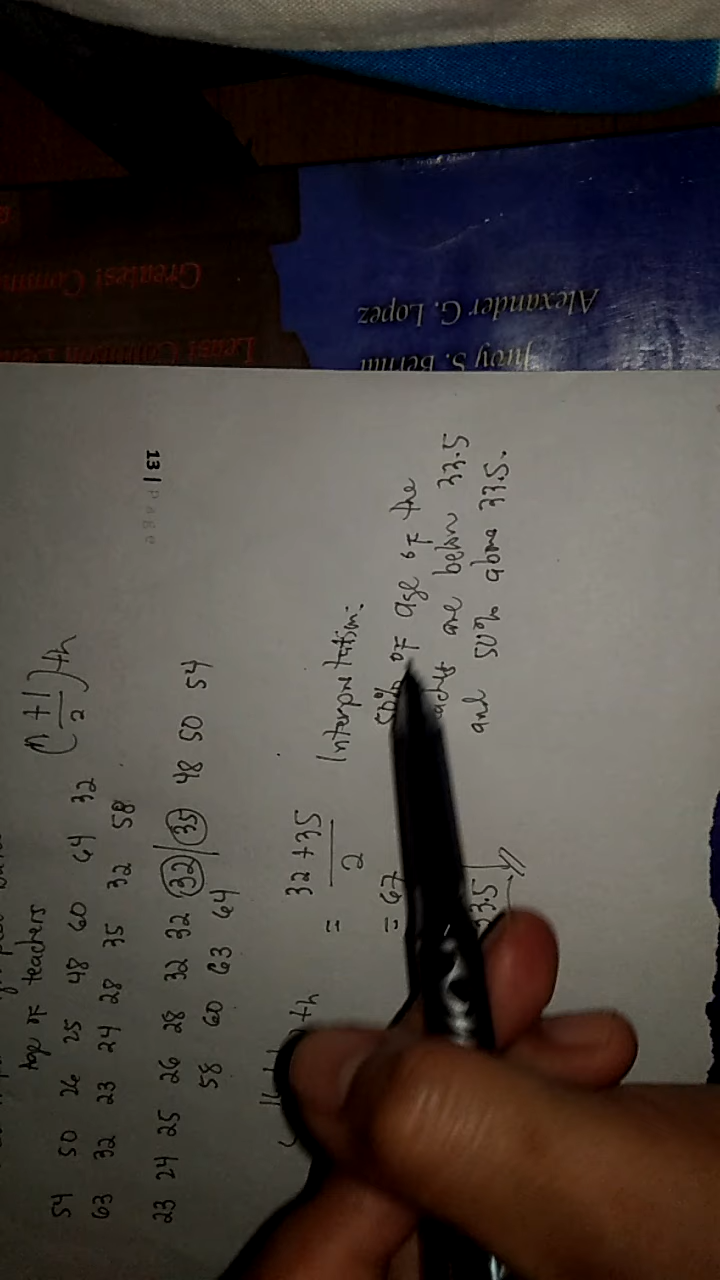 Age of teachers
54 50 26 25 48 60 64 32
63 32 23 24 28 35 32 58
(n+1/2)th
23 24 25 26 28 32 32 32 / 35 48 50 54
58 60 63 64
th
= 32+35/2
= 67
33.5
Interpretation:
50% of age of the
are below 33.5
and 50% above 33.5.
13 | Page
Alexander G. Lopez
Greatest Comm
Least Common